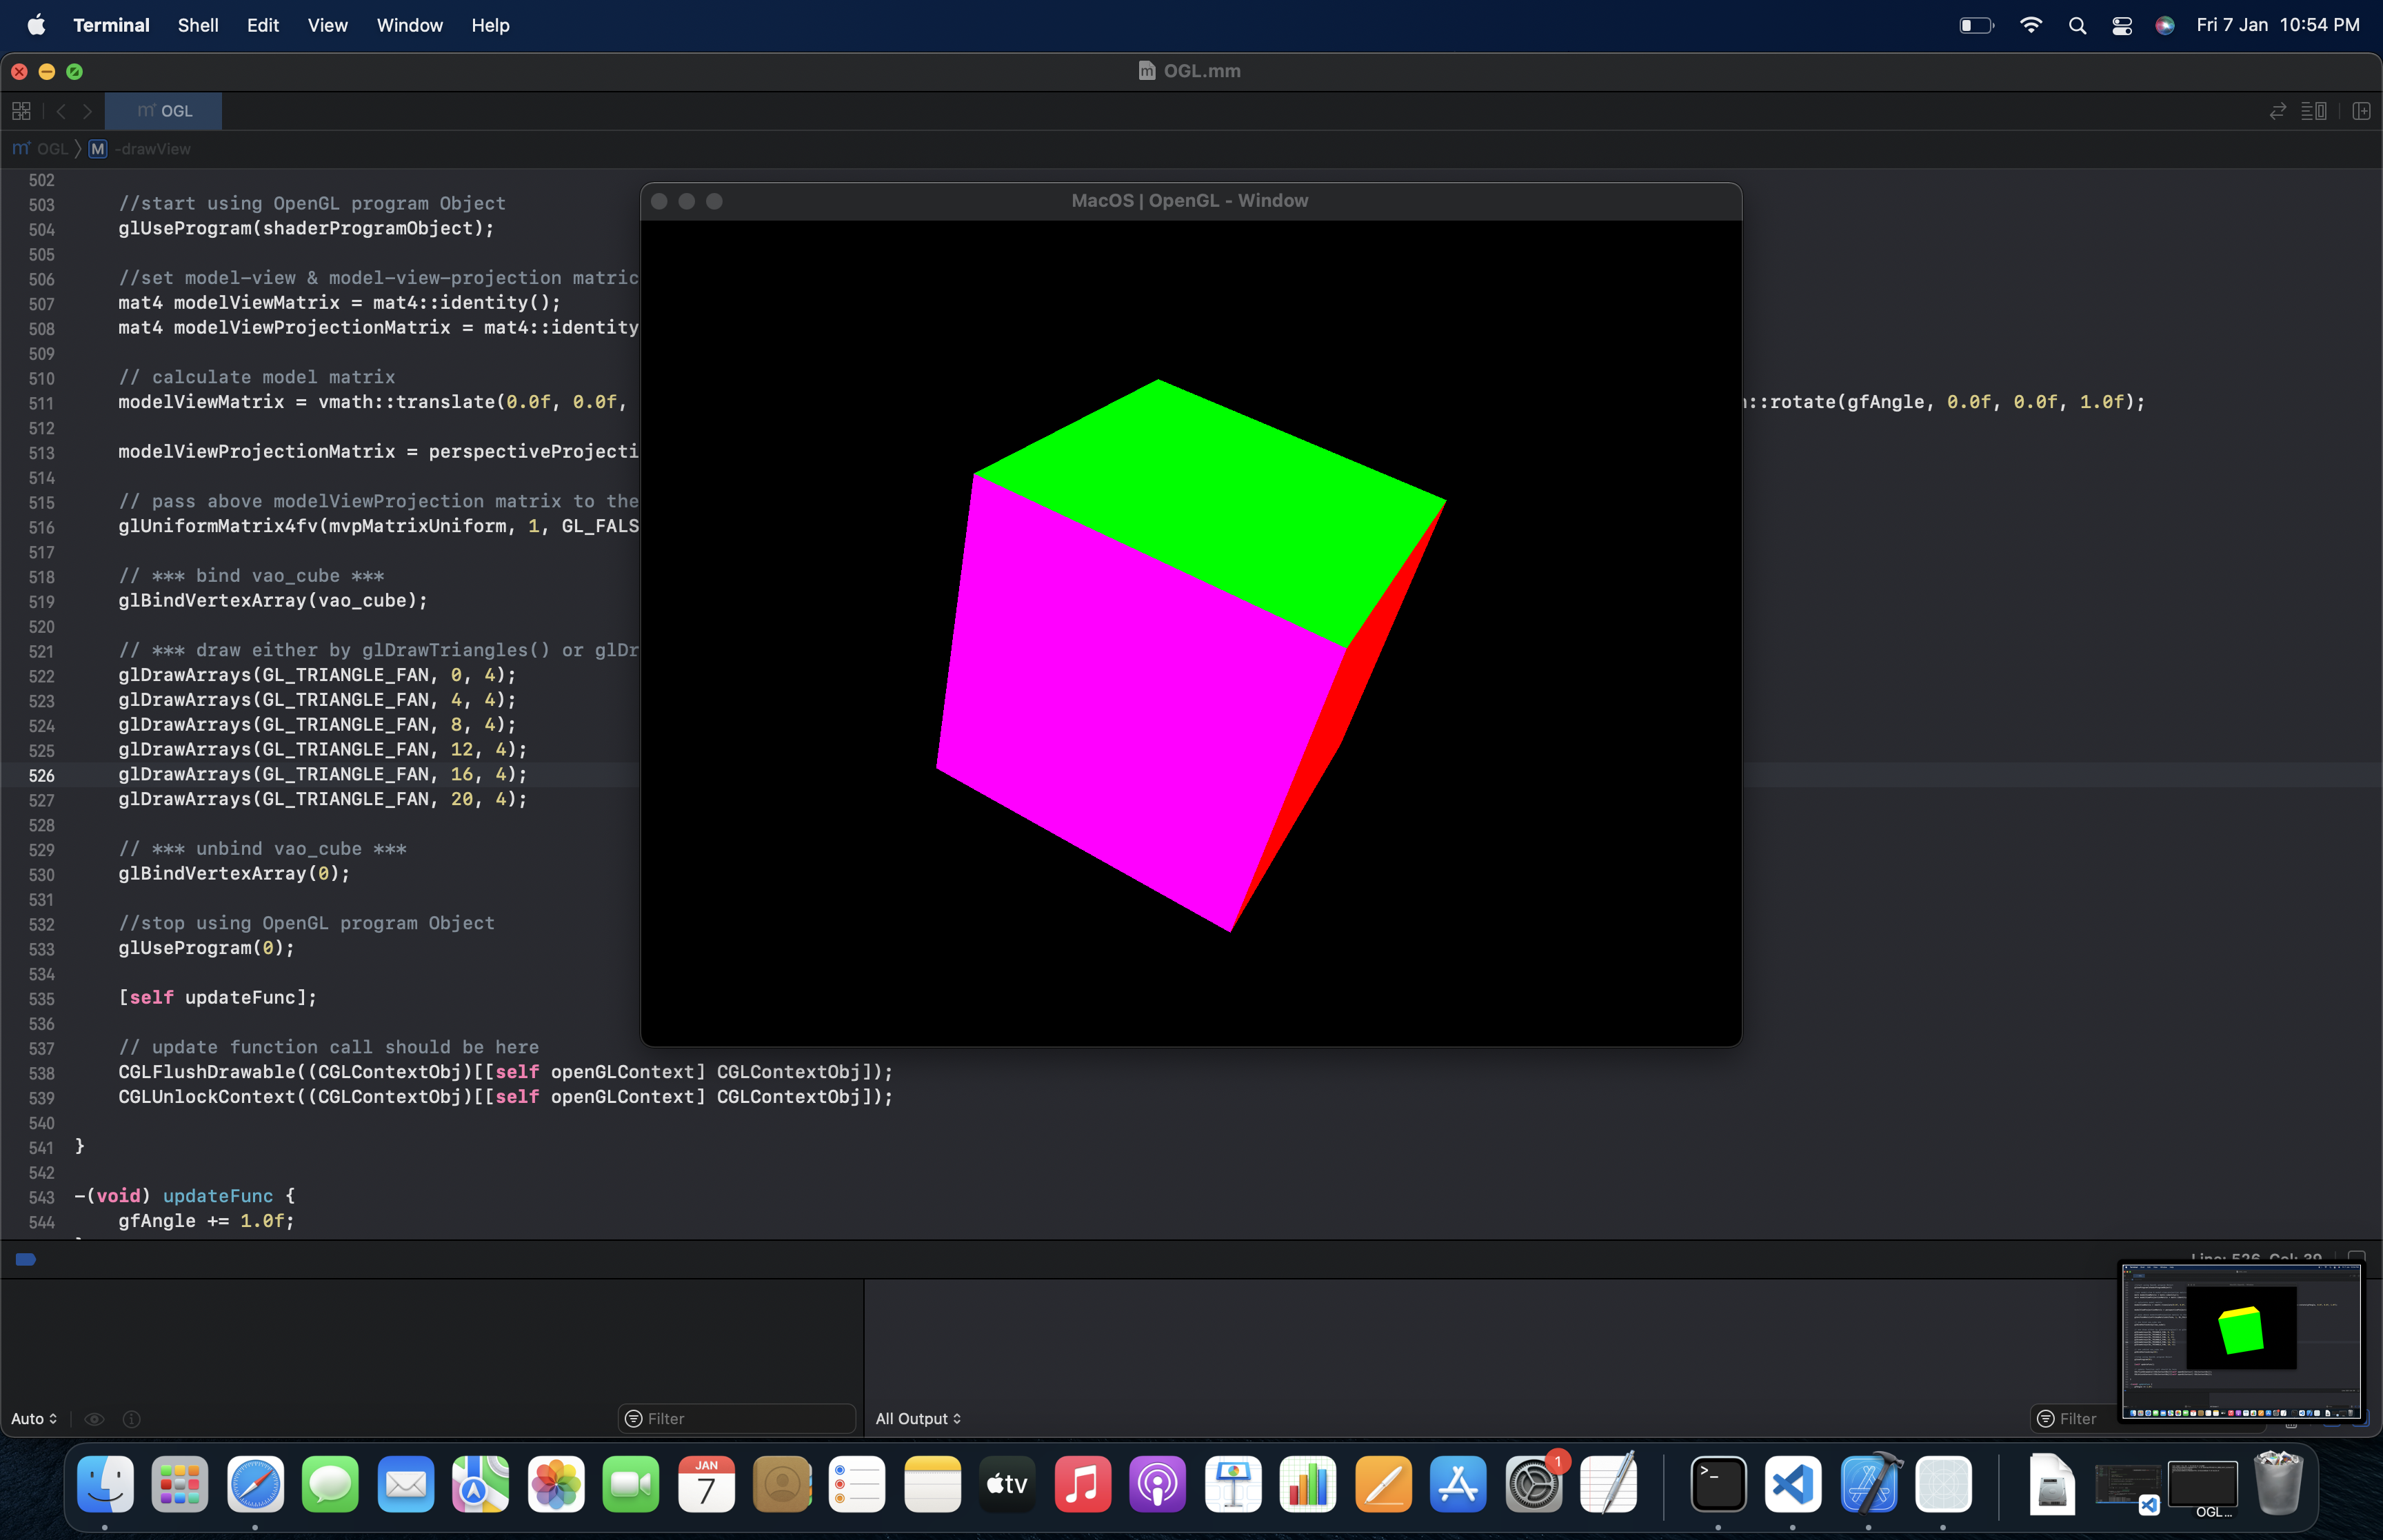 Terminal Shell Edit View Window Help Fri 7 Jan 10:54 PM
OGL.mm
OGL
OGL M -drawView
502
503 //start using OpenGL program Object
504 glUseProgram(shaderProgramObject);
505
506 //set model-view & model-view-projection matric
507 mat4 modelViewMatrix = mat4::identity();
508 mat4 modelViewProjectionMatrix = mat4::identity
509
510 // calculate model matrix
511 modelViewMatrix = vmath::translate(0.0f, 0.0f, ::rotate(gfAngle, 0.0f, 0.0f, 1.0f);
512
513 modelViewProjectionMatrix = perspectiveProjecti
514
515 // pass above modelViewProjection matrix to the
516 glUniformMatrix4fv(mvpMatrixUniform, 1, GL_FALS
517
518 // *** bind vao_cube ***
519 glBindVertexArray(vao_cube);
520
521 // *** draw either by glDrawTriangles() or glDr
522 glDrawArrays(GL_TRIANGLE_FAN, 0, 4);
523 glDrawArrays(GL_TRIANGLE_FAN, 4, 4);
524 glDrawArrays(GL_TRIANGLE_FAN, 8, 4);
525 glDrawArrays(GL_TRIANGLE_FAN, 12, 4);
526 glDrawArrays(GL_TRIANGLE_FAN, 16, 4);
527 glDrawArrays(GL_TRIANGLE_FAN, 20, 4);
528
529 // *** unbind vao_cube ***
530 glBindVertexArray(0);
531
532 //stop using OpenGL program Object
533 glUseProgram(0);
534
535 [self updateFunc];
536
537 // update function call should be here
538 CGLFlushDrawable((CGLContextObj)[[self openGLContext] CGLContextObj]);
539 CGLUnlockContext((CGLContextObj)[[self openGLContext] CGLContextObj]);
540
541 }
542
543 -(void) updateFunc {
544 gfAngle += 1.0f;
MacOS | OpenGL - Window
Line: 526 Col: 39
Auto Filter All Output Filter
JAN
7
tv
1
>_
OGL...